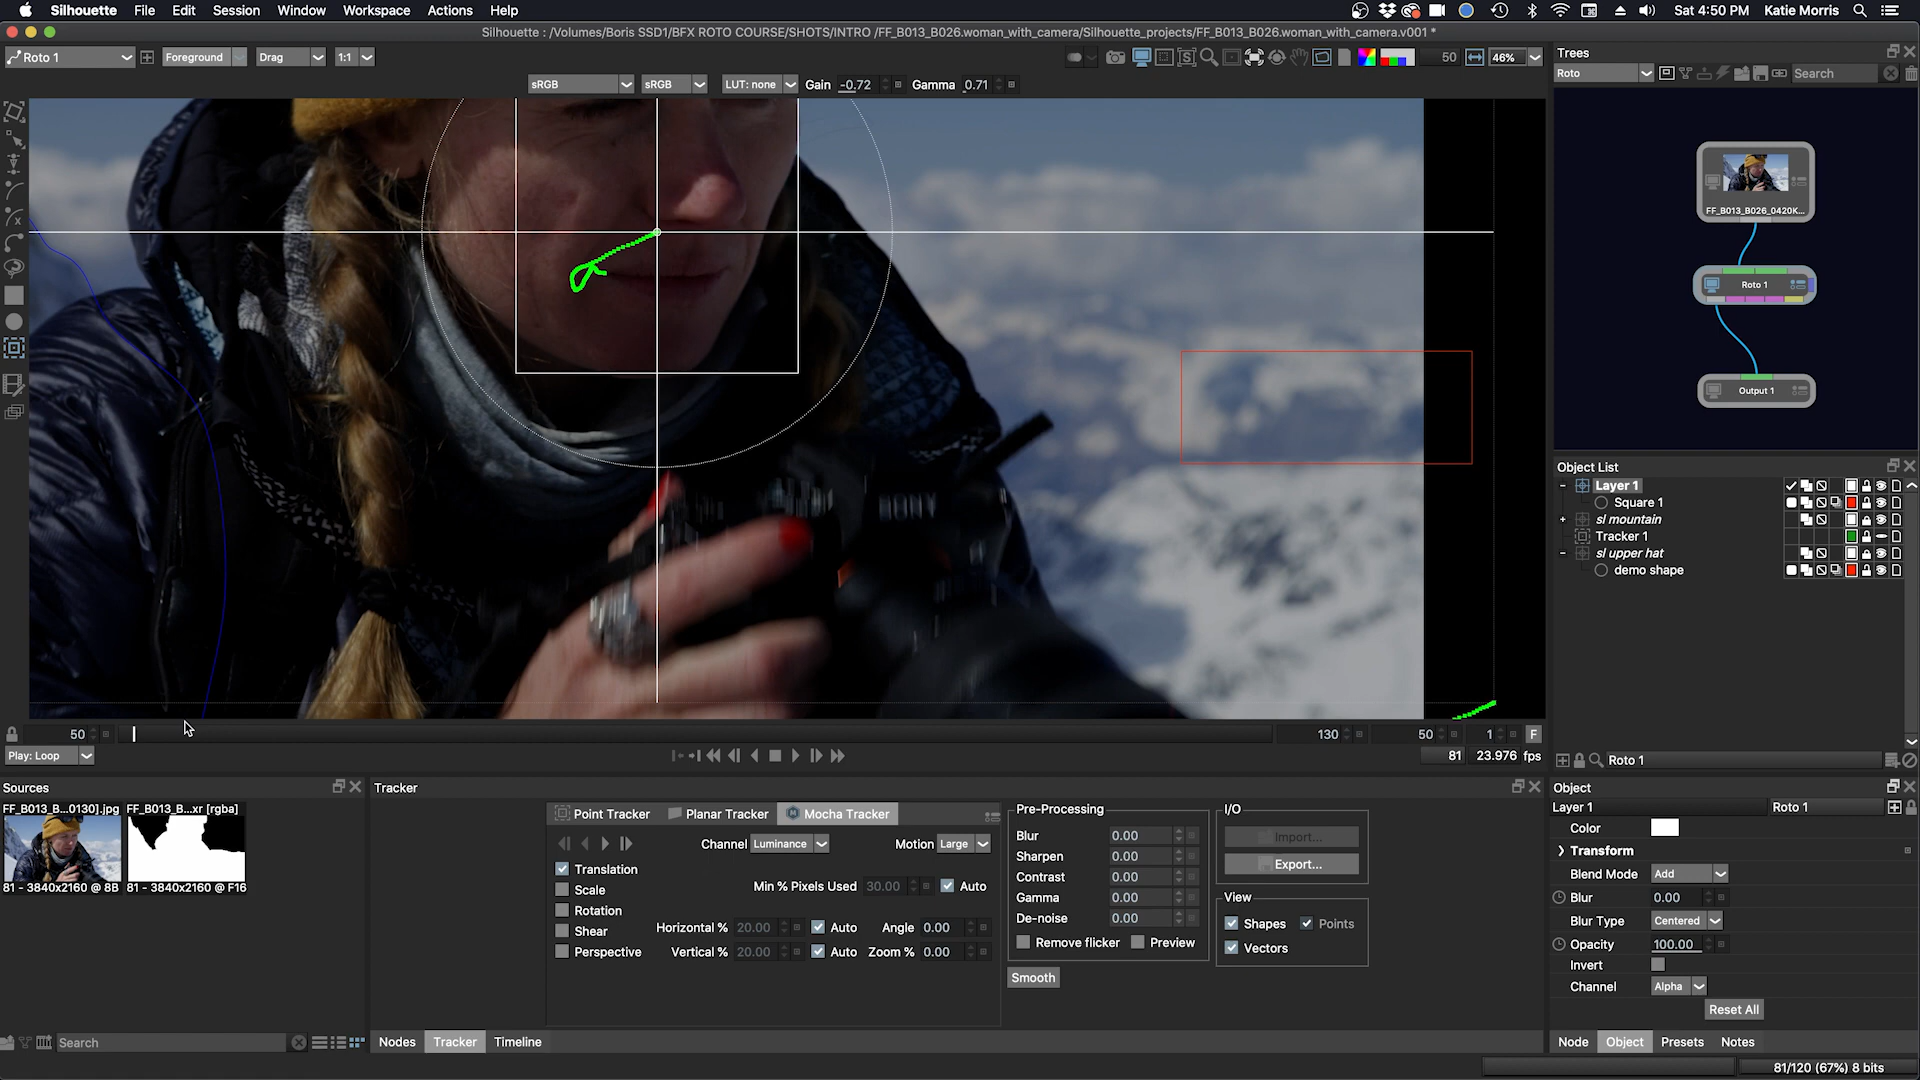 Silhouette File Edit Session Window Workspace Actions Help Sat 4:50 PM Katie Morris
Silhouette : /Volumes/Boris SSD1/BFX ROTO COURSE/SHOTS/INTRO /FF_B013_B026.woman_with_camera/Silhouette_projects/FF_B013_B026.woman_with_camera.v001 *
Roto 1 Foreground Drag 1:1 50 46%
sRGB sRGB LUT: none Gain -0.72 Gamma 0.71
Trees
Roto Search
FF_B013_B026_0420K...
Roto 1
Output 1
Object List
Layer 1
Square 1
sl mountain
Tracker 1
sl upper hat
demo shape
SONY
50 130 50 1 F
Play: Loop 81 23.976 fps
Roto 1
Sources
FF_B013_B...0130].jpg FF_B013_B...xr [rgba]
81 - 3840x2160 @ 8B 81 - 3840x2160 @ F16
Search
Tracker
Point Tracker Planar Tracker Mocha Tracker
Channel Luminance Motion Large
Translation
Scale Min % Pixels Used 30.00 Auto
Rotation
Shear Horizontal % 20.00 Auto Angle 0.00
Perspective Vertical % 20.00 Auto Zoom % 0.00
Pre-Processing
Blur 0.00
Sharpen 0.00
Contrast 0.00
Gamma 0.00
De-noise 0.00
Remove flicker Preview
Smooth
I/O
Import...
Export...
View
Shapes Points
Vectors
Nodes Tracker Timeline
Object
Layer 1 Roto 1
Color
Transform
Blend Mode Add
Blur 0.00
Blur Type Centered
Opacity 100.00
Invert
Channel Alpha
Reset All
Node Object Presets Notes
81/120 (67%) 8 bits